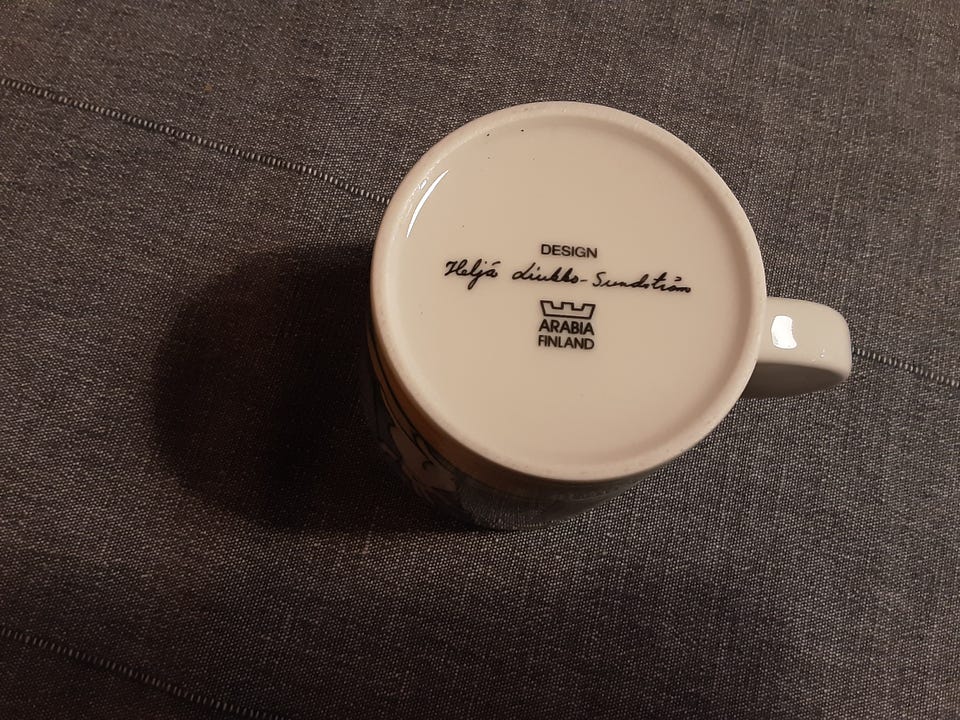 DESIGN
Heljä Liukko-Sundström
ARABIA
FINLAND